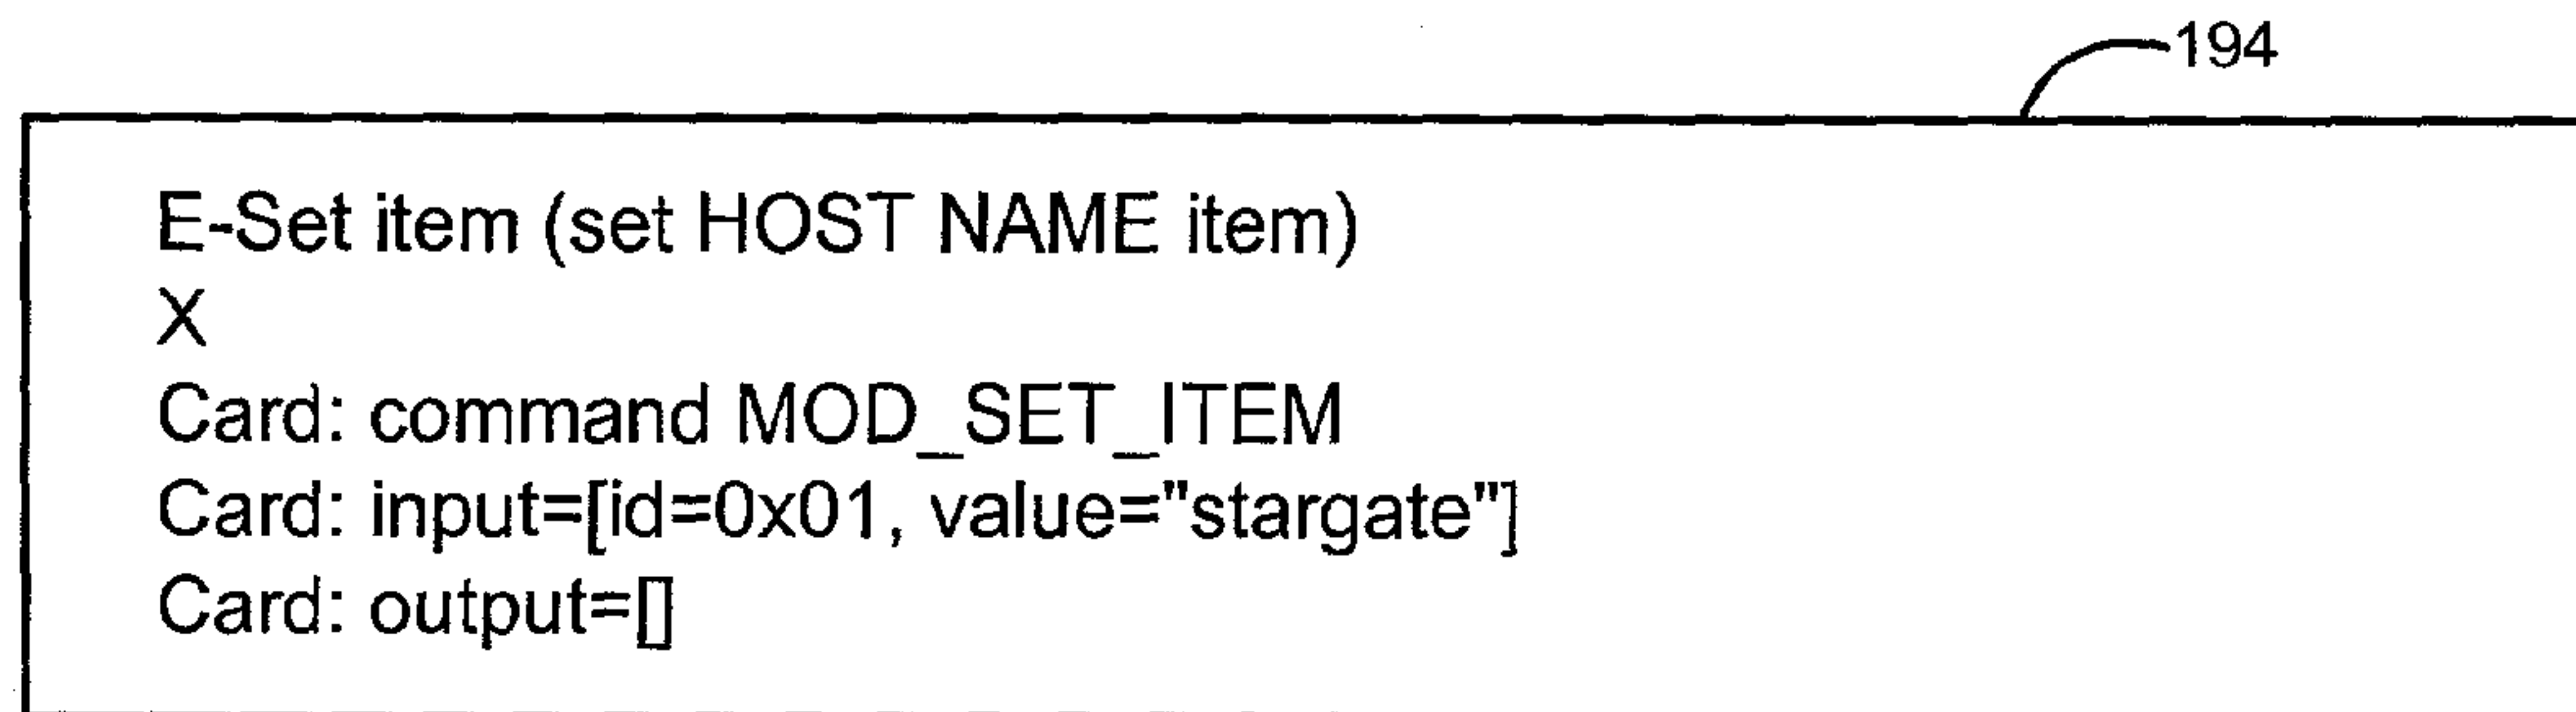 194
E-Set item (set HOST NAME item)
X
Card: command MOD_SET_ITEM
Card: input=[id=0x01, value="stargate"]
Card: output=[]